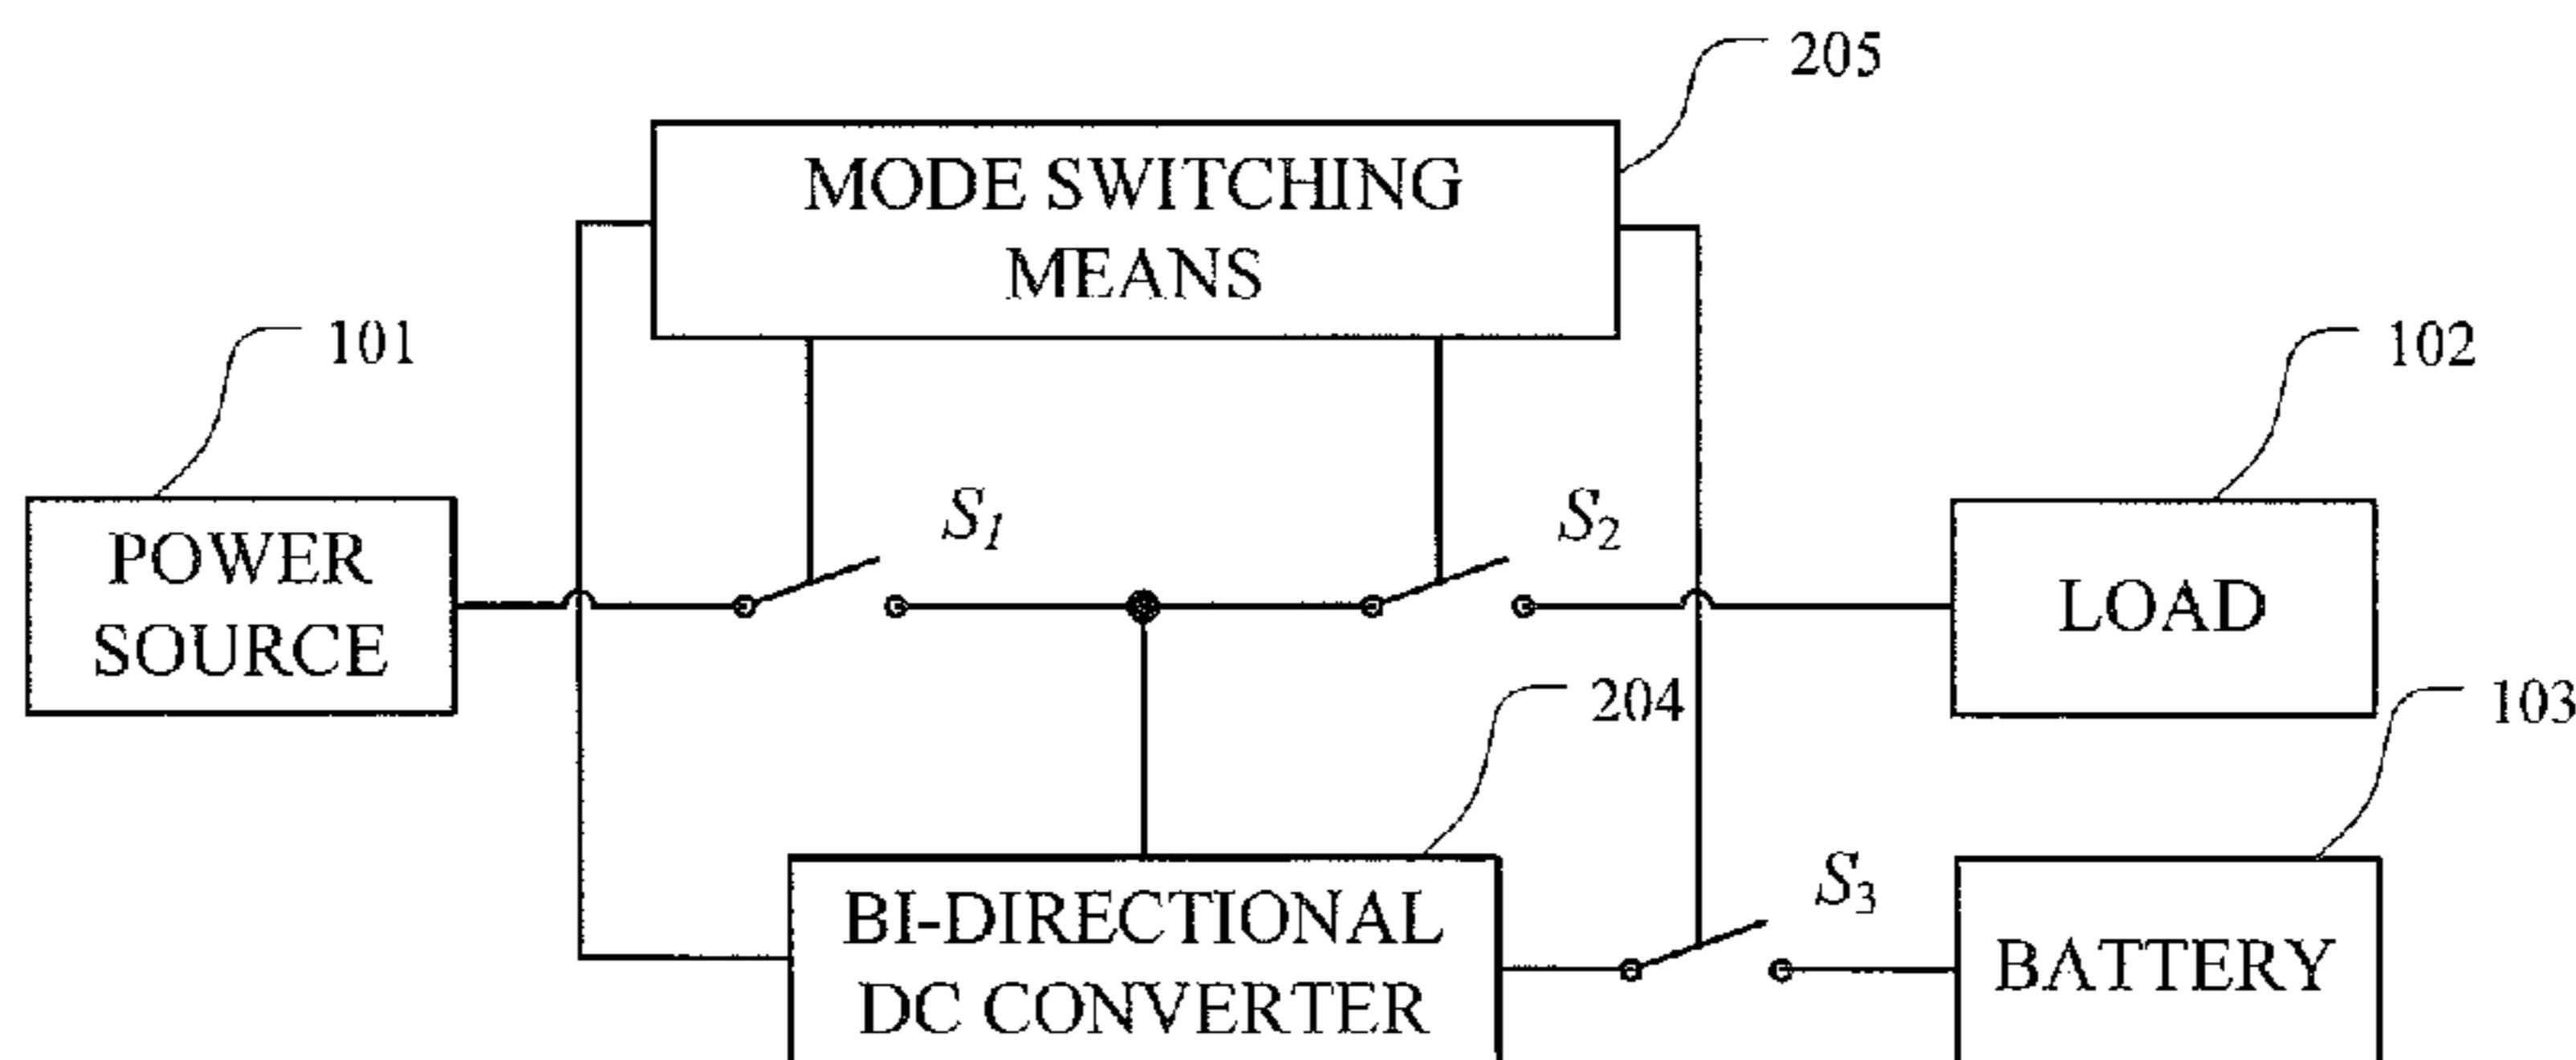 205
MODE SWITCHING
MEANS
101
102
S1
S2
POWER
SOURCE
LOAD
204
103
S3
BI-DIRECTIONAL
DC CONVERTER
BATTERY